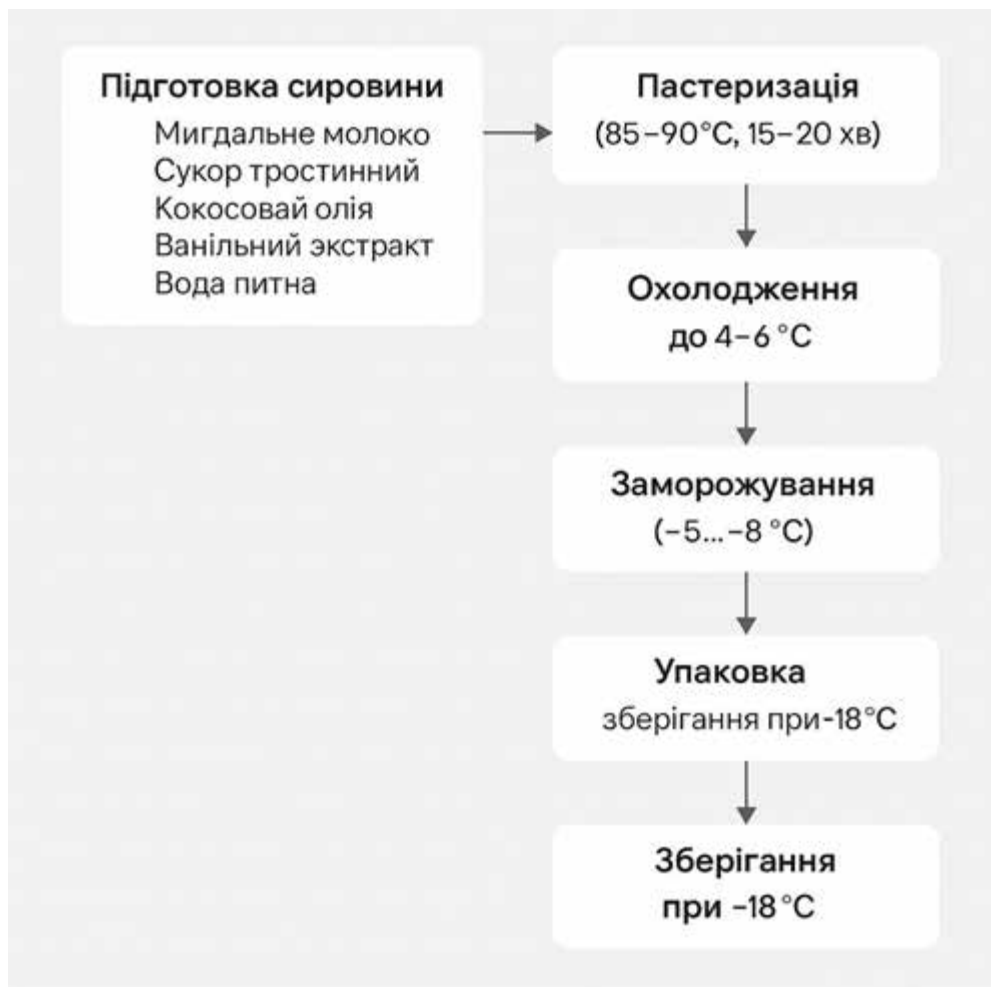 Підготовка сировини
Мигдальне молоко
Сукор тростинний
Кокосовай олія
Ванільний экстракт
Вода питна
Пастеризація
(85–90°C, 15–20 хв)
Охолодження
до 4–6 °C
Заморожування
(–5...–8 °C)
Упаковка
зберігання при-18°C
Зберігання
при –18°C